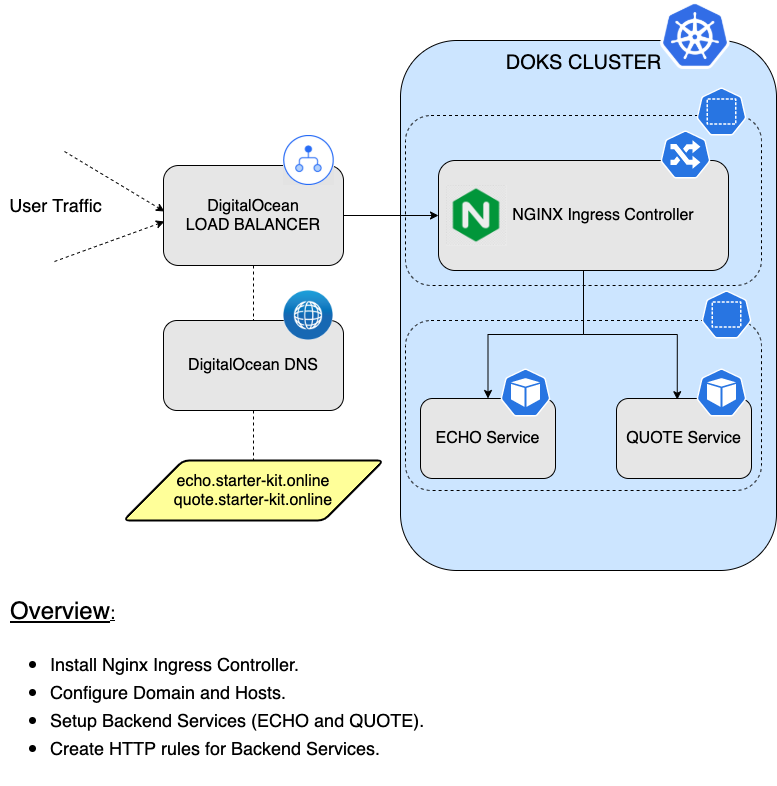 DOKS CLUSTER
User Traffic
DigitalOcean
LOAD BALANCER
N
NGINX Ingress Controller
DigitalOcean DNS
ECHO Service
QUOTE Service
echo.starter-kit.online
quote.starter-kit.online
Overview:
• Install Nginx Ingress Controller.
• Configure Domain and Hosts.
• Setup Backend Services (ECHO and QUOTE).
• Create HTTP rules for Backend Services.